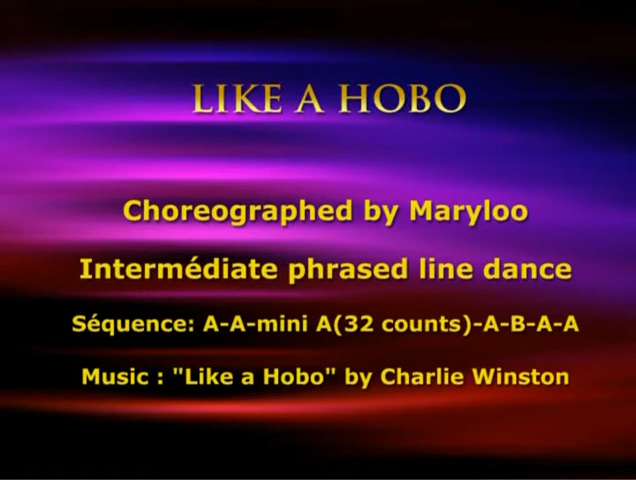 LIKE A HOBO
Choreographed by Maryloo
Intermédiate phrased line dance
Séquence: A-A-mini A(32 counts)-A-B-A-A
Music : "Like a Hobo" by Charlie Winston